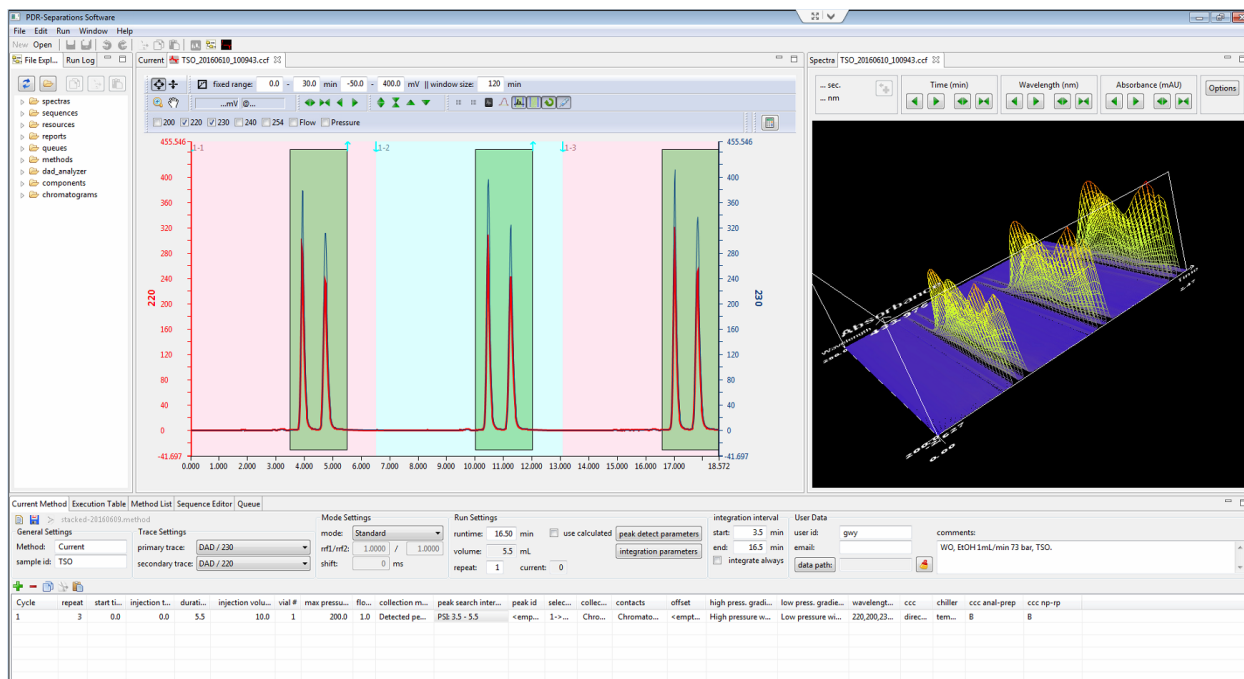 PDR-Separations Software
File Edit Run Window Help
New Open
File Expl... Run Log
spectras
sequences
resources
reports
queues
methods
dad_analyzer
components
chromatograms
Current TSO_20160610_100943.ccf
fixed range: 0.0 - 30.0 min -50.0 - 400.0 mV || window size: 120 min
...mV @...
200 220 230 240 254 Flow Pressure
455.546 1-1 1-2 1-3 455.546
400 400
360 360
320 320
280 280
240 240
200 200
220 230
160 160
120 120
80 80
40 40
0 0
-41.697 -41.697
0.000 1.000 2.000 3.000 4.000 5.000 6.000 7.000 8.000 9.000 10.000 11.000 12.000 13.000 14.000 15.000 16.000 17.000 18.572
Spectra TSO_20160610_100943.ccf
... sec.
... nm
Time (min) Wavelength (nm) Absorbance (mAU)
Options
Current Method Execution Table Method List Sequence Editor Queue
stacked-20160609.method
General Settings
Method: Current
sample id: TSO
Trace Settings
primary trace: DAD / 230
secondary trace: DAD / 220
Mode Settings
mode: Standard
rrf1/rrf2: 1.0000 / 1.0000
shift: 0 ms
Run Settings
runtime: 16.50 min use calculated peak detect parameters
volume: 5.5 mL integration parameters
repeat: 1 current: 0
integration interval
start: 3.5 min
end: 16.5 min
integrate always
User Data
user id: gwy
email:
data path:
comments:
WO, EtOH 1mL/min 73 bar, TSO.
Cycle repeat start ti... injection t... durati... injection volu... vial # max pressu... flo... collection m... peak search inter... peak id selec... collec... contacts offset high press. gradi... low press. gradie... wavelengt... ccc chiller ccc anal-prep ccc np-rp
1 3 0.0 0.0 5.5 10.0 1 200.0 1.0 Detected pe... PSI: 3.5 - 5.5 <emp... 1->... Chro... Chromato... <empt... High pressure w... Low pressure wi... 220,200,23... direc... tem... B B